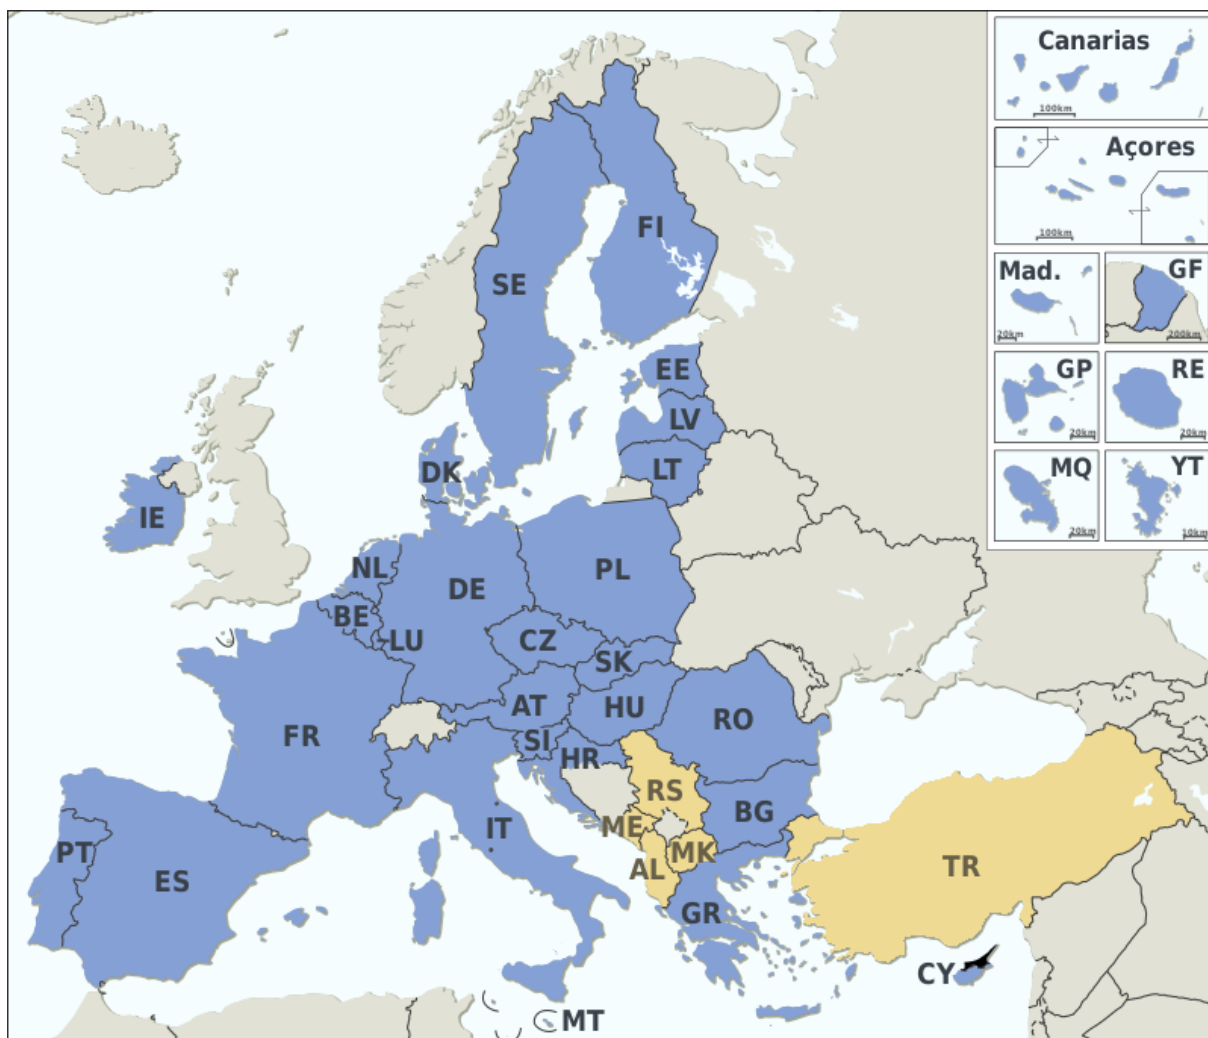 Canarias
100km
Açores
100km
Mad.
20km
GF
200km
GP
20km
RE
20km
MQ
20km
YT
10km
FI
SE
EE
LV
LT
DK
IE
NL
BE
LU
DE
PL
CZ
SK
AT
HU
RO
FR
SI
HR
RS
BG
IT
ME
MK
AL
PT
ES
TR
GR
CY
MT